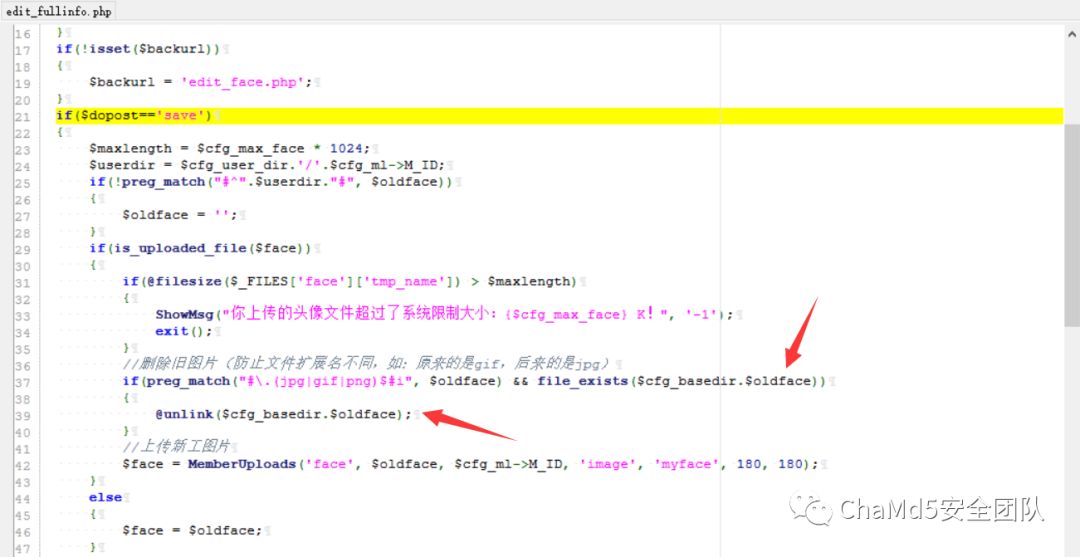 edit_fullinfo.php
16 }
17 if(!isset($backurl))
18 {
19 $backurl = 'edit_face.php';
20 }
21 if($dopost=='save')
22 {
23 $maxlength = $cfg_max_face * 1024;
24 $userdir = $cfg_user_dir.'/'.$cfg_ml->M_ID;
25 if(!preg_match("#^".$userdir."#", $oldface))
26 {
27 $oldface = '';
28 }
29 if(is_uploaded_file($face))
30 {
31 if(@filesize($_FILES['face']['tmp_name']) > $maxlength)
32 {
33 ShowMsg("你上传的头像文件超过了系统限制大小：{$cfg_max_face} K！", '-1');
34 exit();
35 }
36 //删除旧图片（防止文件扩展名不同，如：原来的是gif，后来的是jpg）
37 if(preg_match("#\.(jpg|gif|png)$#i", $oldface) && file_exists($cfg_basedir.$oldface))
38 {
39 @unlink($cfg_basedir.$oldface);
40 }
41 //上传新工图片
42 $face = MemberUploads('face', $oldface, $cfg_ml->M_ID, 'image', 'myface', 180, 180);
43 }
44 else
45 {
46 $face = $oldface;
47 }
ChaMd5安全团队